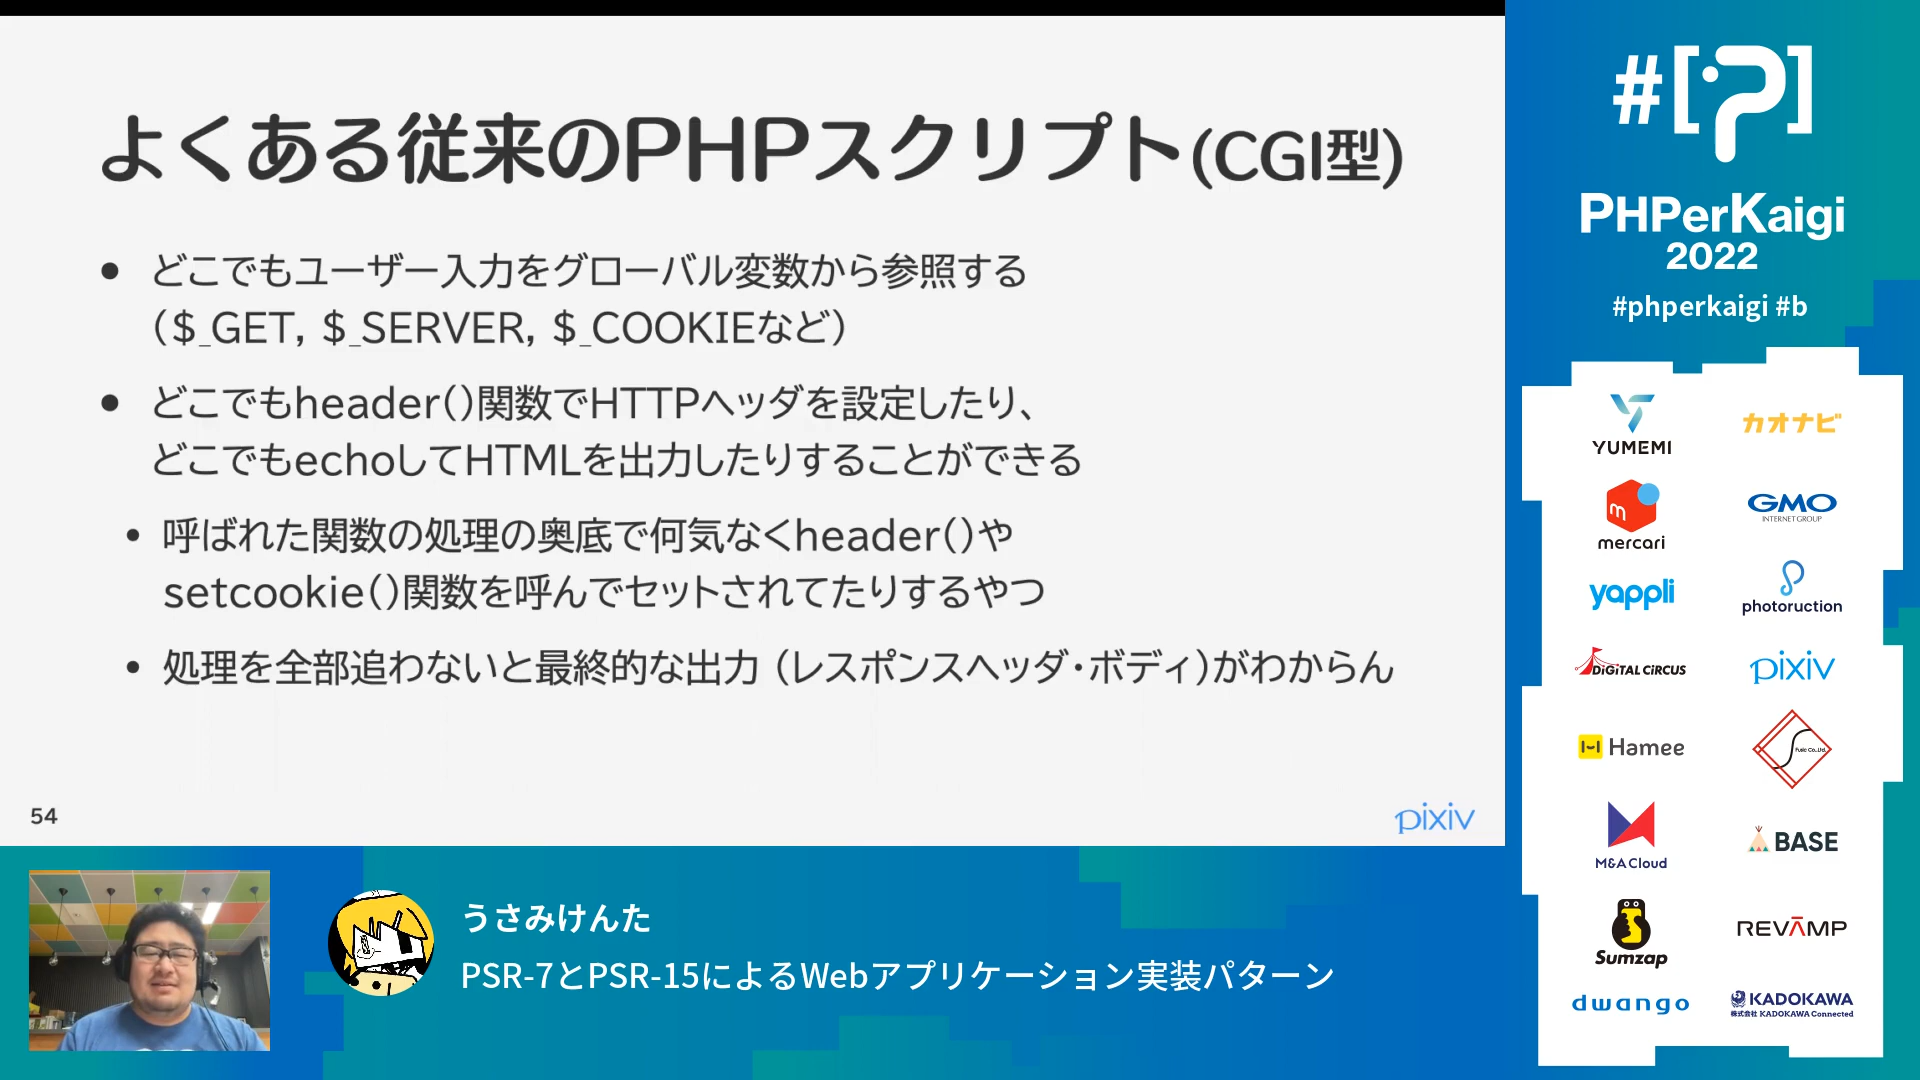 よくある従来のPHPスクリプト(CGI型)
どこでもユーザー入力をグローバル変数から参照する
($_GET, $_SERVER, $_COOKIEなど)
どこでもheader()関数でHTTPヘッダを設定したり、
どこでもechoしてHTMLを出力したりすることができる
呼ばれた関数の処理の奥底で何気なくheader()や
setcookie()関数を呼んでセットされてたりするやつ
処理を全部追わないと最終的な出力 (レスポンスヘッダ・ボディ)がわからん
54
pixiv
うさみけんた
PSR-7とPSR-15によるWebアプリケーション実装パターン
#[?]
PHPerKaigi
2022
#phperkaigi #b
YUMEMI
カオナビ
mercari
GMO
INTERNET GROUP
yappli
photoruction
DIGITAL CIRCUS
pixiv
Hamee
Fusic Co.,Ltd.
M&A Cloud
BASE
Sumzap
REVAMP
dwango
KADOKAWA
株式会社 KADOKAWA Connected